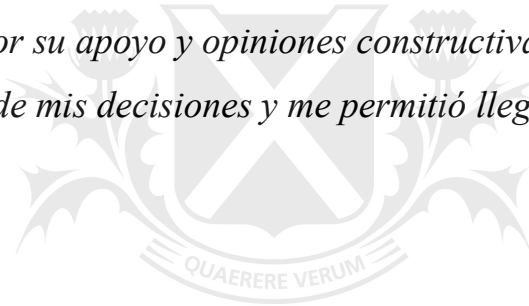 or su apoyo y opiniones constructiva
de mis decisiones y me permitió lleg
QUAERERE VERUM